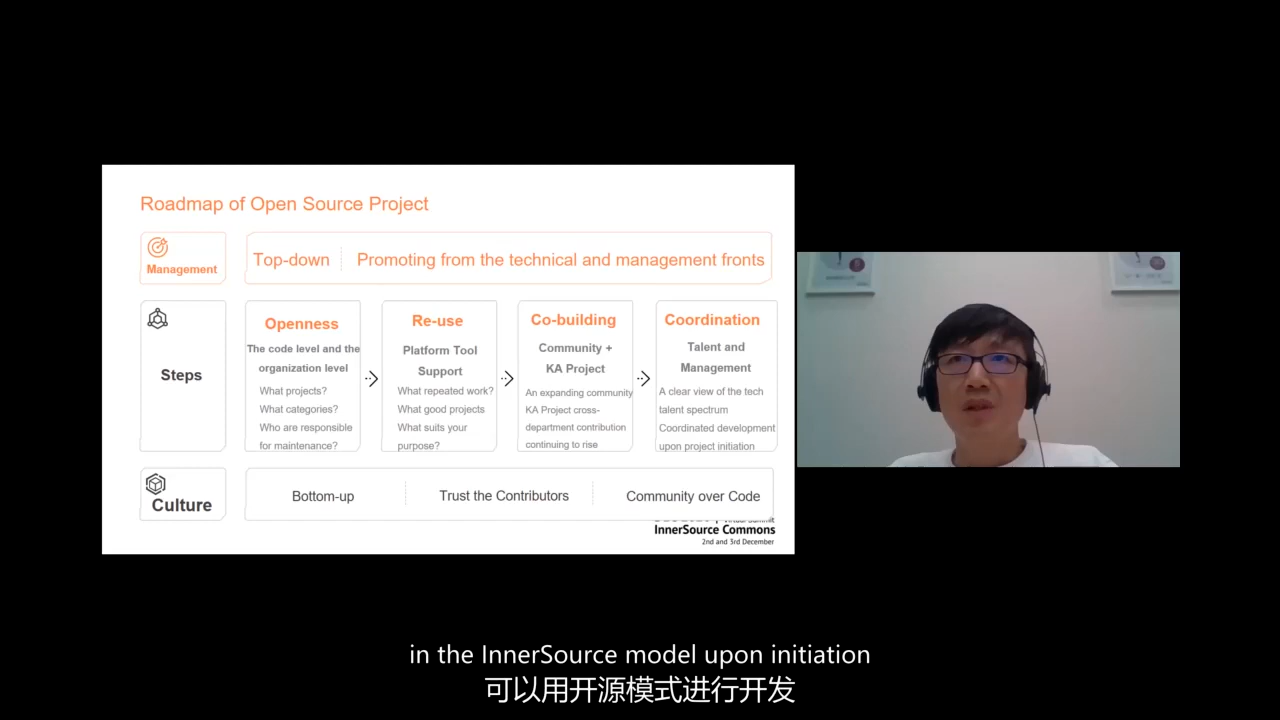 Roadmap of Open Source Project
Management
Top-down
Promoting from the technical and management fronts
Steps
Openness
The code level and the
organization level
What projects?
What categories?
Who are responsible
for maintenance?
Re-use
Platform Tool
Support
What repeated work?
What good projects
What suits your
purpose?
Co-building
Community +
KA Project
An expanding community
KA Project cross-
department contribution
continuing to rise
Coordination
Talent and
Management
A clear view of the tech
talent spectrum
Coordinated development
upon project initiation
Culture
Bottom-up
Trust the Contributors
Community over Code
Virtual Summit
InnerSource Commons
2nd and 3rd December
in the InnerSource model upon initiation
可以用开源模式进行开发